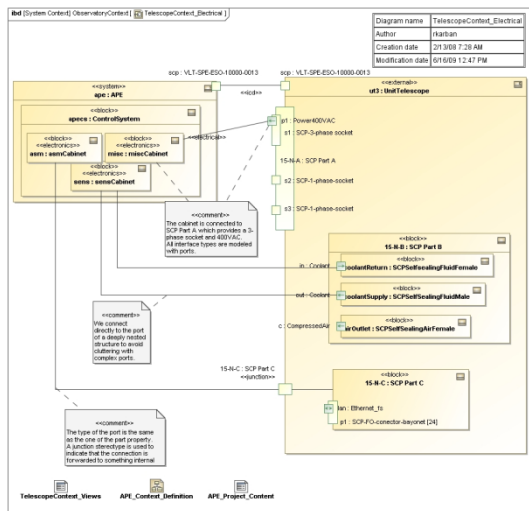 ibd [System Context] ObservatoryContext [ TelescopeContext_Electrical ]
Diagram name TelescopeContext_Electrical
Author rkarban
Creation date 2/13/08 7:28 AM
Modification date 6/16/09 12:47 PM
scp : VLT-SPE-ESO-10000-0013
scp : VLT-SPE-ESO-10000-0013
<<system>>
ape : APE
<<icd>>
<<external>>
ut3 : UnitTelescope
<<block>>
apecs : ControlSystem
<<block>>
<<electronics>>
asm : asmCabinet
<<block>>
<<electronics>>
misc : miscCabinet
<<electrical>>
<<block>>
<<electronics>>
sens : sensCabinet
p1 : Power400VAC
s1 : SCP-3-phase socket
15-N-A : SCP Part A
s2 : SCP-1-phase-socket
s3 : SCP-1-phase-socket
<<comment>>
The cabinet is connected to
SCP Part A which provides a 3-
phase socket and 400VAC.
All interface types are modeled
with ports.
<<block>>
15-N-B : SCP Part B
in : Coolant
<<block>>
coolantReturn : SCPSelfsealingFluidFemale
out : Coolant
<<block>>
coolantSupply : SCPSelfsealingFluidMale
c : CompressedAir
<<block>>
airOutlet : SCPSelfSealingAirFemale
<<comment>>
We connect
directly to the port
of a deeply nested
structure to avoid
cluttering with
complex ports.
15-N-C : SCP Part C
<<junction>>
<<block>>
15-N-C : SCP Part C
lan : Ethernet_fo
p1 : SCP-FO-conector-bayonet [24]
<<comment>>
The type of the port is the same
as the one of the part property.
A junction stereotype is used to
indicate that the connection is
forwarded to something internal
TelescopeContext_Views
APE_Context_Definition
APE_Project_Content